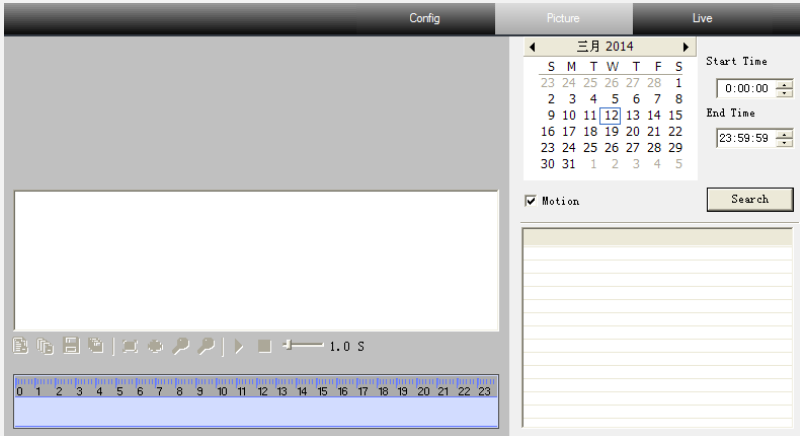 Config Picture Live
三月 2014
S M T W T F S
23 24 25 26 27 28 1
2 3 4 5 6 7 8
9 10 11 12 13 14 15
16 17 18 19 20 21 22
23 24 25 26 27 28 29
30 31 1 2 3 4 5
Start Time
0:00:00
End Time
23:59:59
Motion
Search
1.0 S
0 1 2 3 4 5 6 7 8 9 10 11 12 13 14 15 16 17 18 19 20 21 22 23